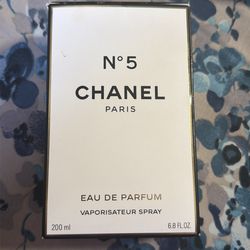 N°5
CHANEL
PARIS
EAU DE PARFUM
VAPORISATEUR SPRAY
200 ml 6.8 FL.OZ.